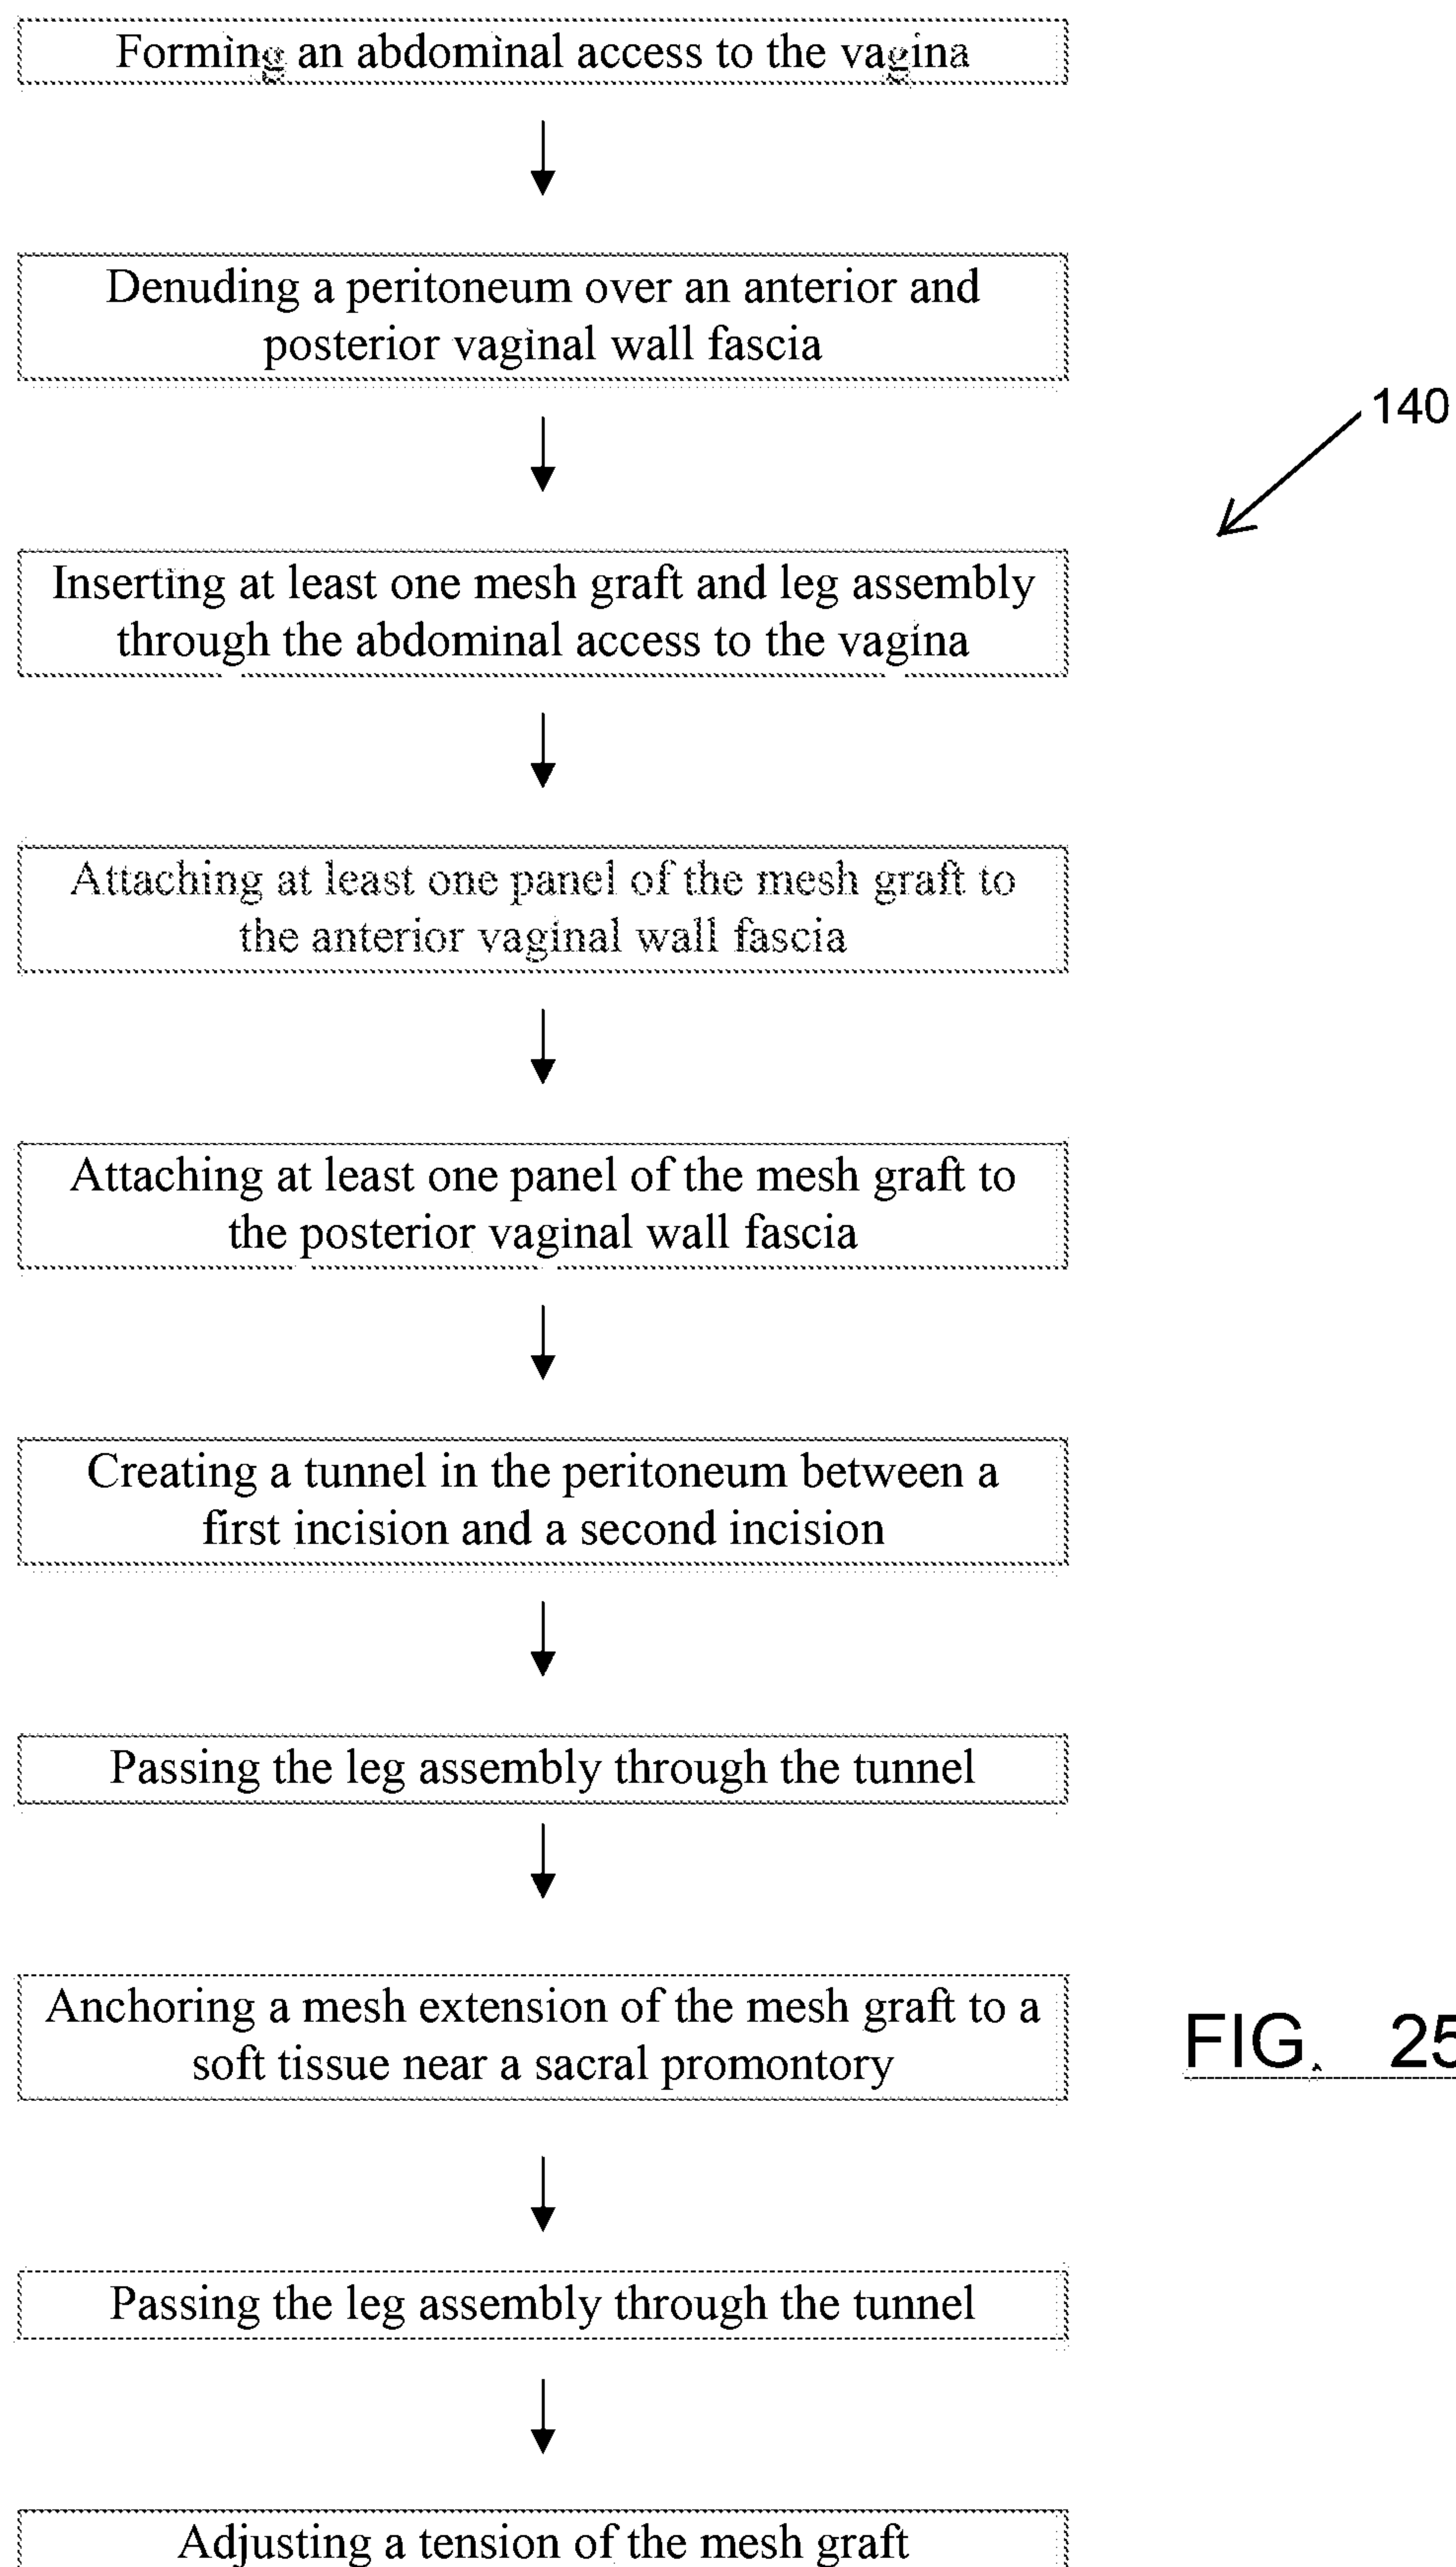 Forming an abdominal access to the vagina
Denuding a peritoneum over an anterior and
posterior vaginal wall fascia
140
Inserting at least one mesh graft and leg assembly
through the abdominal access to the vagina
Attaching at least one panel of the mesh graft to
the anterior vaginal wall fascia
Attaching at least one panel of the mesh graft to
the posterior vaginal wall fascia
Creating a tunnel in the peritoneum between a
first incision and a second incision
Passing the leg assembly through the tunnel
Anchoring a mesh extension of the mesh graft to a
soft tissue near a sacral promontory
FIG. 25
Passing the leg assembly through the tunnel
Adjusting a tension of the mesh graft